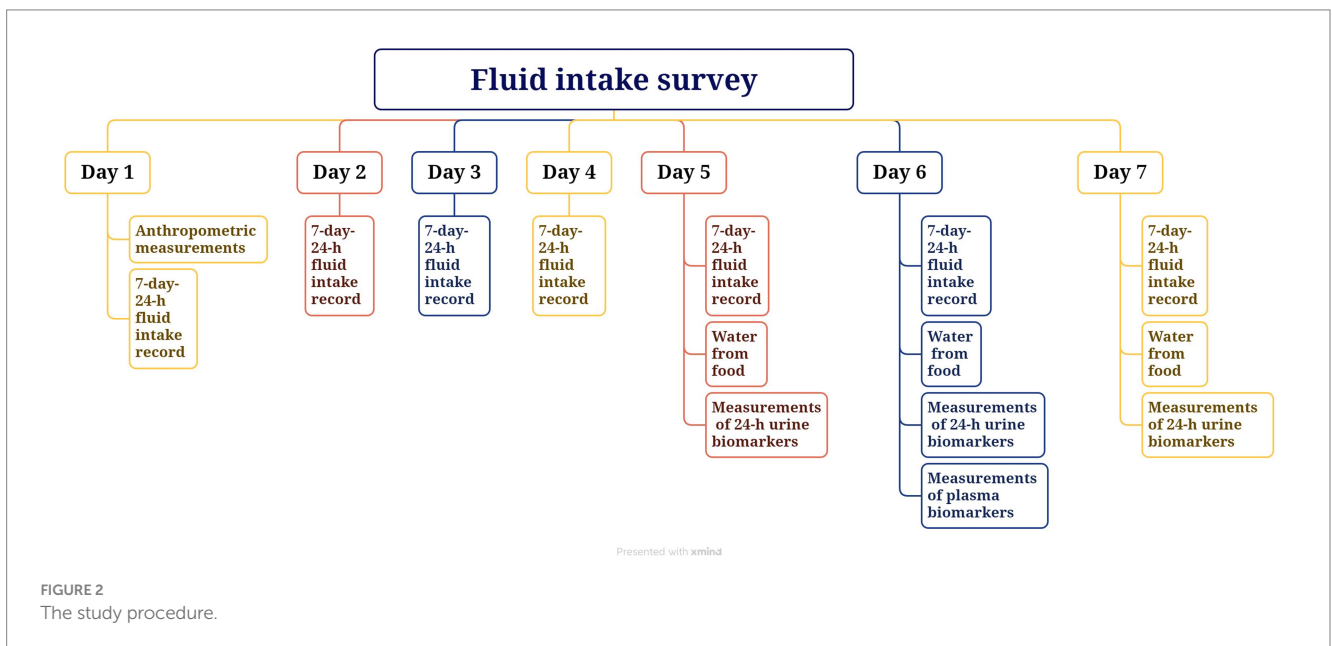 Fluid intake survey
Day 1
Day 2
Day 3
Day 4
Day 5
Day 6
Day 7
Anthropometric
measurements
7-day-
24-h
fluid
intake
record
7-day-
24-h
fluid
intake
record
7-day-
24-h
fluid
intake
record
7-day-
24-h
fluid
intake
record
7-day-
24-h
fluid
intake
record
Water
from
food
Measurements
of 24-h urine
biomarkers
7-day-
24-h
fluid
intake
record
Water
from
food
Measurements
of 24-h urine
biomarkers
Measurements
of plasma
biomarkers
7-day-
24-h
fluid
intake
record
Water
from
food
Measurements
of 24-h urine
biomarkers
Presented with xmind
FIGURE 2
The study procedure.